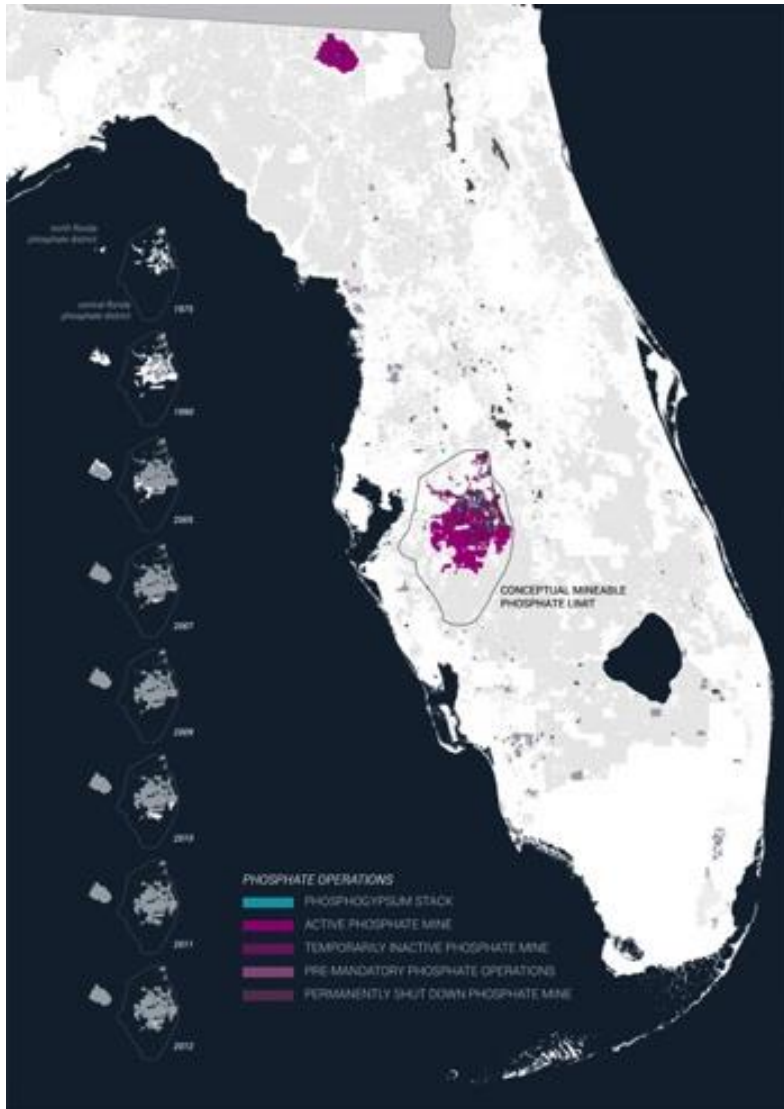 north florida
phosphate district
central florida
phosphate district
1975
1990
2005
2007
2009
2010
2011
2012
CONCEPTUAL MINEABLE
PHOSPHATE LIMIT
PHOSPHATE OPERATIONS
PHOSPHOGYPSUM STACK
ACTIVE PHOSPHATE MINE
TEMPORARILY INACTIVE PHOSPHATE MINE
PRE-MANDATORY PHOSPHATE OPERATIONS
PERMANENTLY SHUT DOWN PHOSPHATE MINE